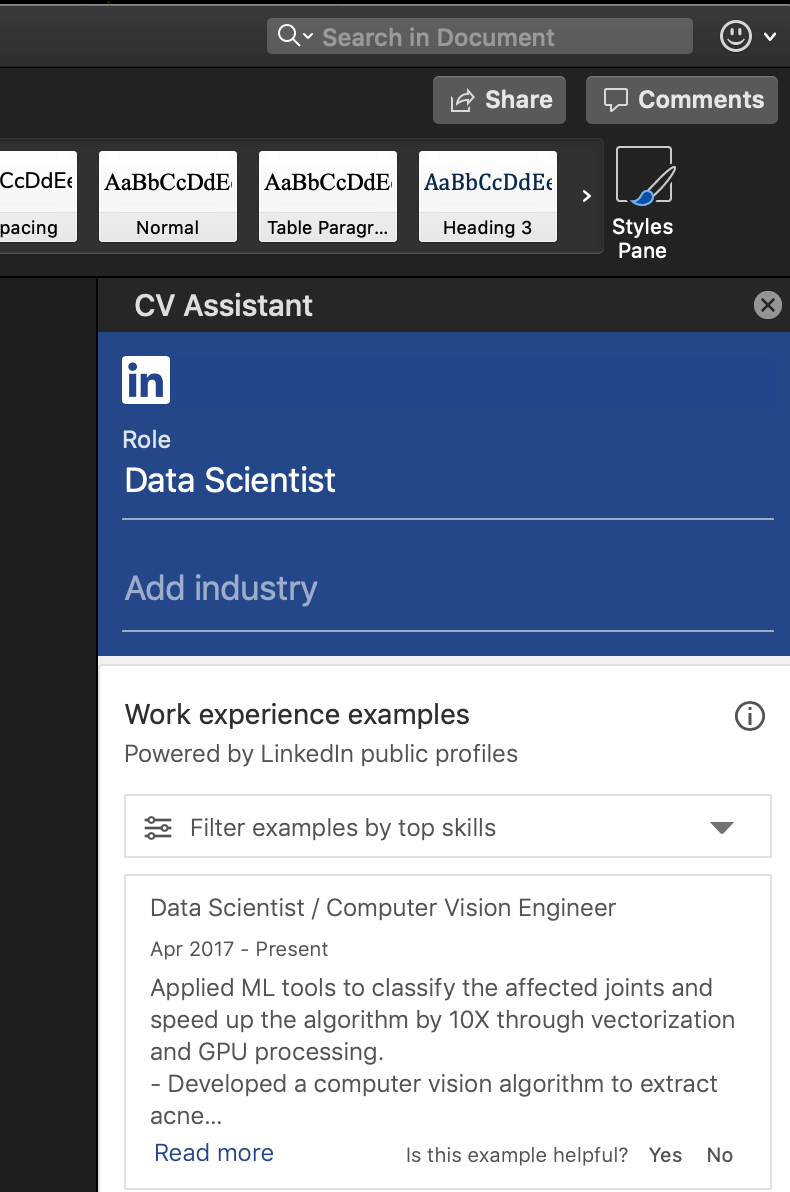 Search in Document
Share
Comments
CcDdEe
AaBbCcDdE
AaBbCcDdE
AaBbCcDdEe
pacing
Normal
Table Paragr...
Heading 3
Styles
Pane
CV Assistant
in
Role
Data Scientist
Add industry
Work experience examples
Powered by LinkedIn public profiles
Filter examples by top skills
Data Scientist / Computer Vision Engineer
Apr 2017 - Present
Applied ML tools to classify the affected joints and
speed up the algorithm by 10X through vectorization
and GPU processing.
- Developed a computer vision algorithm to extract
acne...
Read more
Is this example helpful? Yes No